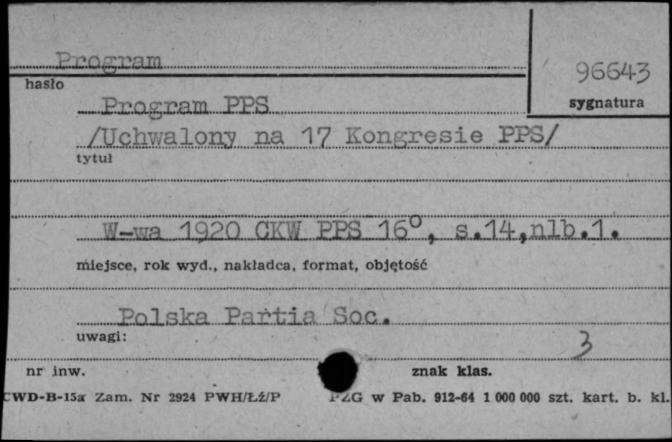 Program
96643
hasło
sygnatura
Program PPS
/Uchwalony na 17 Kongresie PPS/
tytuł
W-wa 1920 CKW PPS 16°, s.14,nlb.1.
miejsce, rok wyd., nakładca, format, objętość
Polska Partia Soc.
uwagi:
3
nr inw.
znak klas.
CWD-B-15a Zam. Nr 2924 PWH/Łź/P PZG w Pab. 912-64 1 000 000 szt. kart. b. kl.